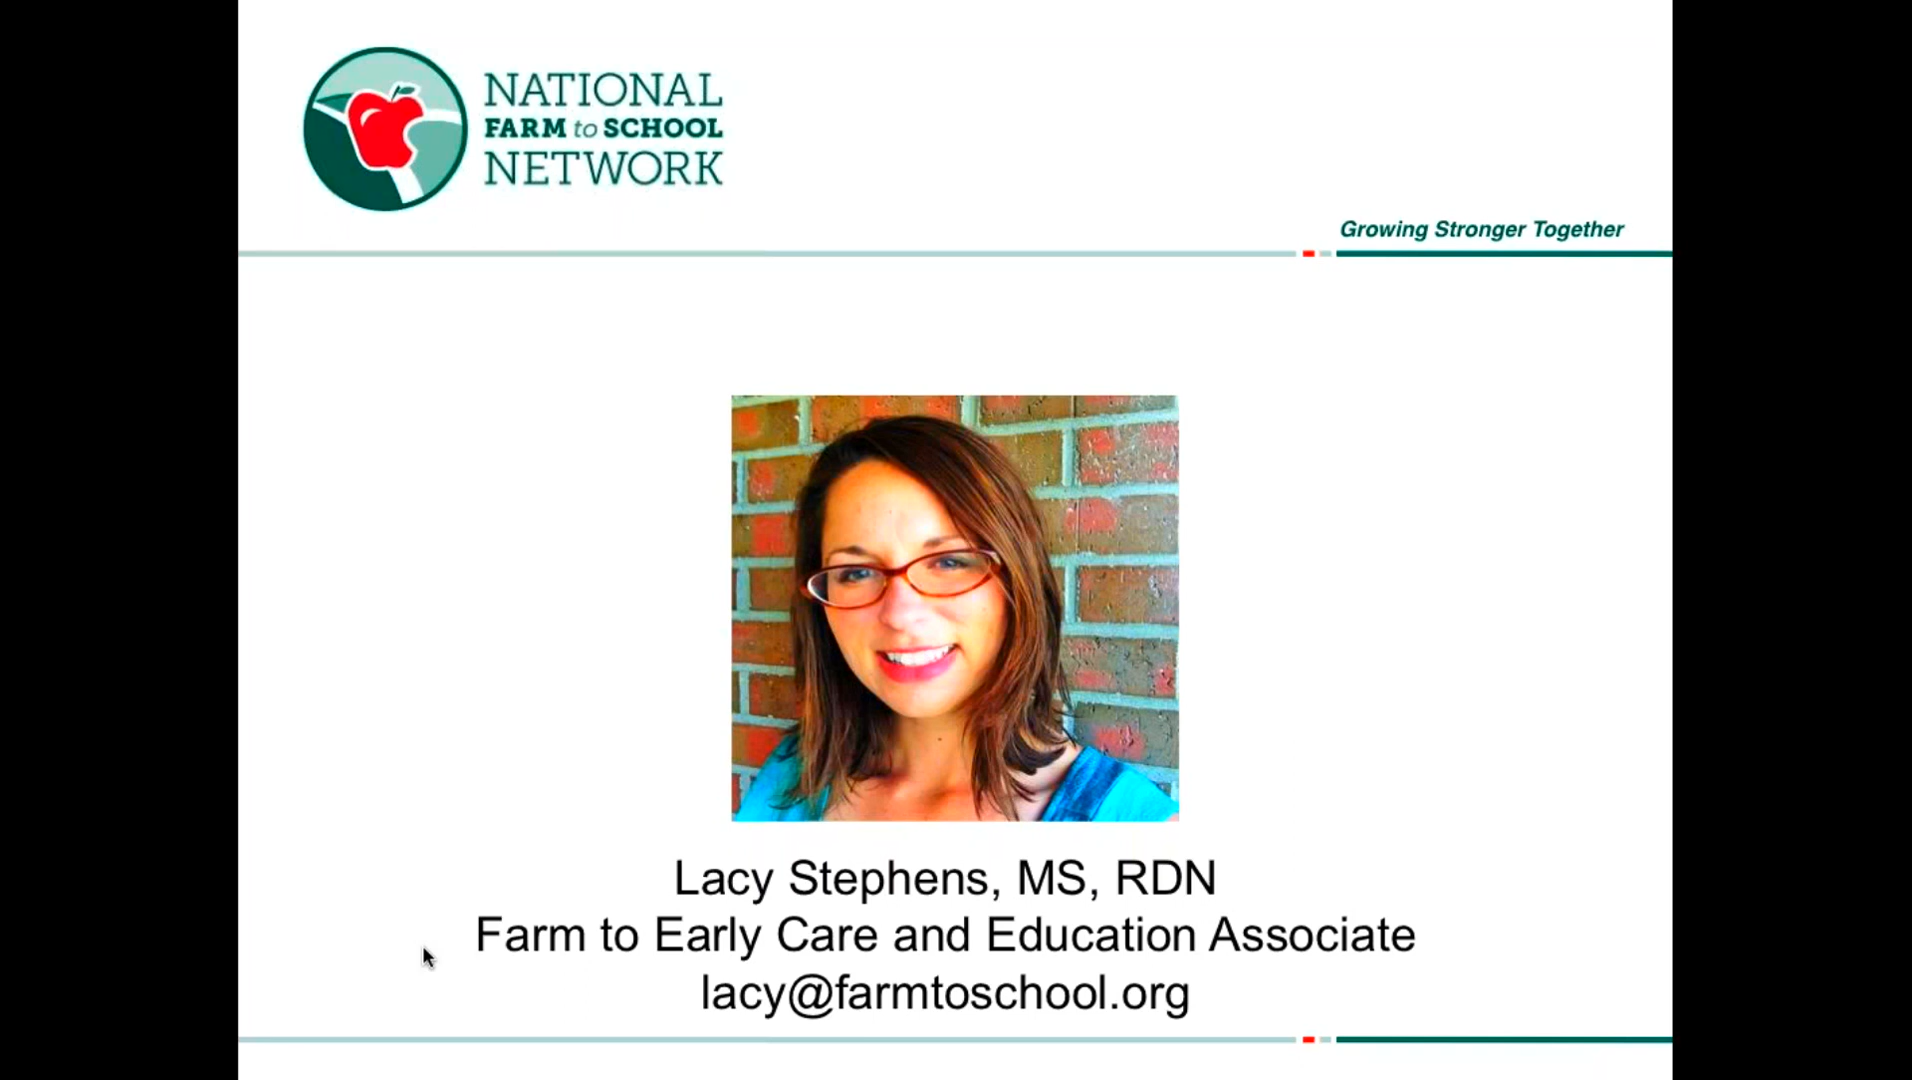 NATIONAL
FARM to SCHOOL
NETWORK
Growing Stronger Together
Lacy Stephens, MS, RDN
Farm to Early Care and Education Associate
lacy@farmtoschool.org